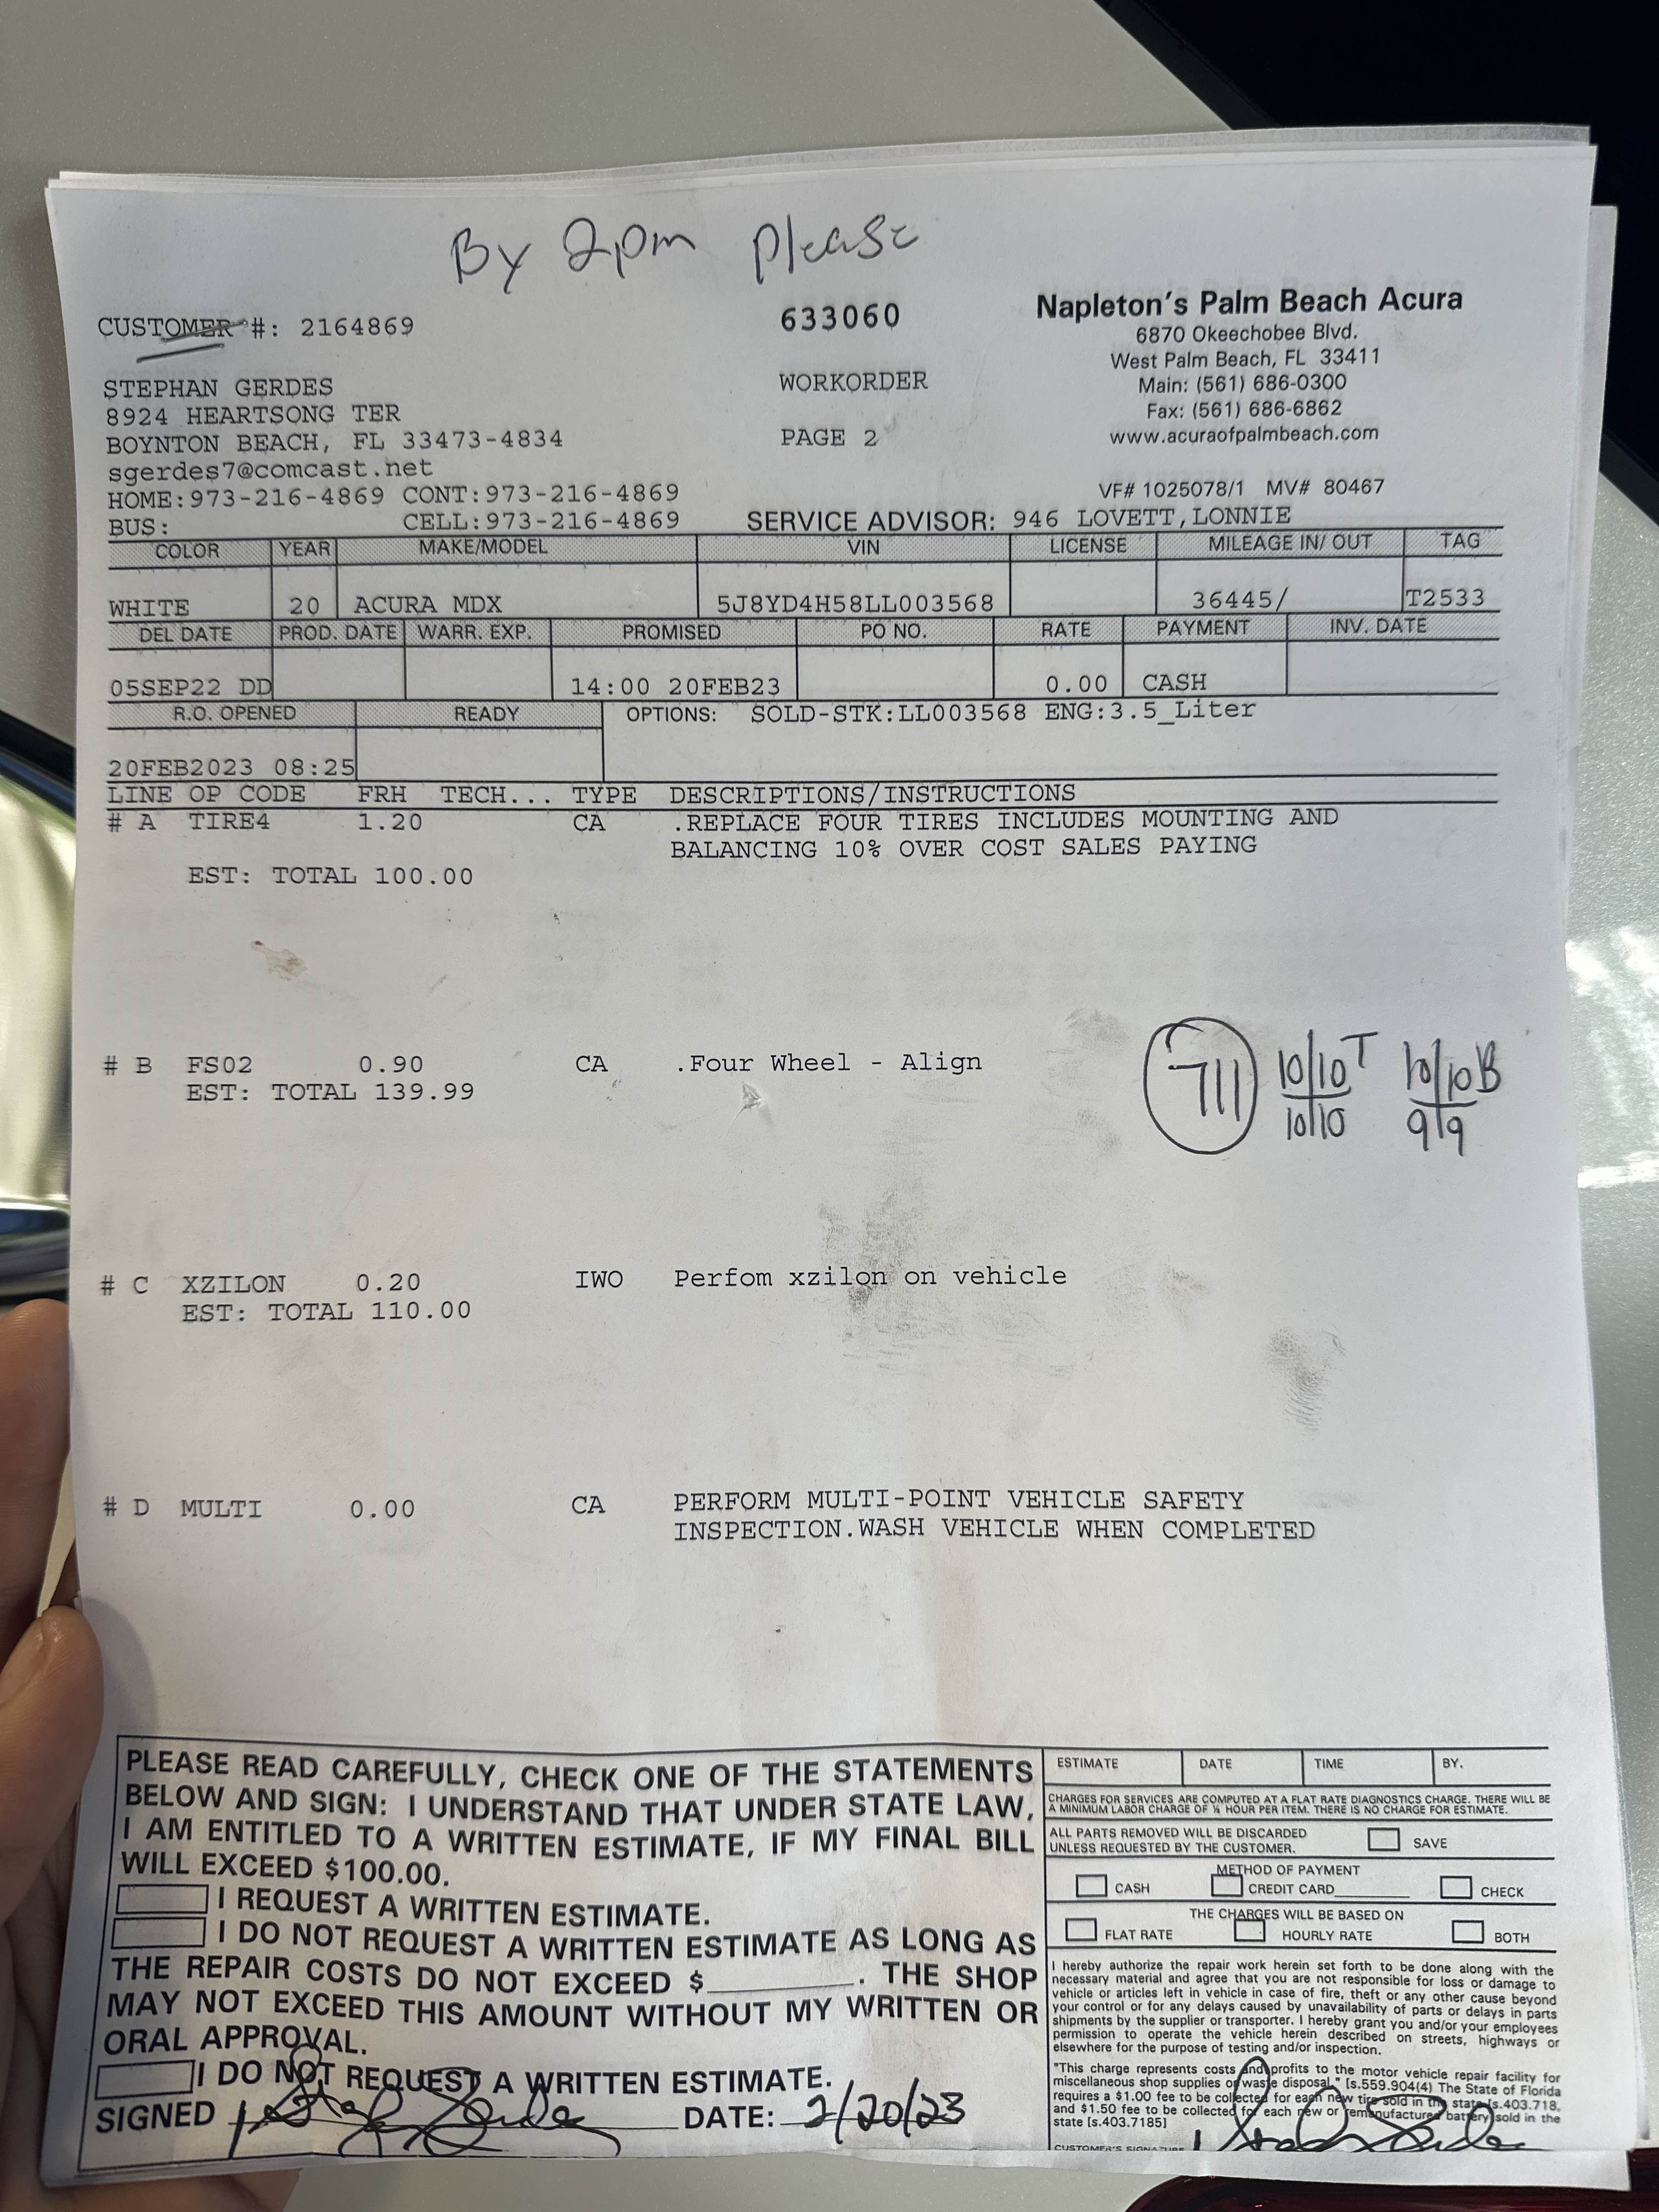 By 2pm please
CUSTOMER #: 2164869
STEPHAN GERDES
8924 HEARTSONG TER
BOYNTON BEACH, FL 33473-4834
sgerdes7@comcast.net
HOME:973-216-4869 CONT:973-216-4869
BUS: CELL:973-216-4869
633060
WORKORDER
PAGE 2
Napleton's Palm Beach Acura
6870 Okeechobee Blvd.
West Palm Beach, FL 33411
Main: (561) 686-0300
Fax: (561) 686-6862
www.acuraofpalmbeach.com
VF# 1025078/1 MV# 80467
SERVICE ADVISOR: 946 LOVETT,LONNIE
COLOR YEAR MAKE/MODEL VIN LICENSE MILEAGE IN/ OUT TAG
WHITE 20 ACURA MDX 5J8YD4H58LL003568 36445/ T2533
DEL DATE PROD. DATE WARR. EXP. PROMISED PO NO. RATE PAYMENT INV. DATE
05SEP22 DD 14:00 20FEB23 0.00 CASH
R.O. OPENED READY OPTIONS: SOLD-STK:LL003568 ENG:3.5_Liter
20FEB2023 08:25
LINE OP CODE FRH TECH... TYPE DESCRIPTIONS/INSTRUCTIONS
# A TIRE4 1.20 CA .REPLACE FOUR TIRES INCLUDES MOUNTING AND
BALANCING 10% OVER COST SALES PAYING
EST: TOTAL 100.00
# B FS02 0.90 CA .Four Wheel - Align
EST: TOTAL 139.99
711 10/10 T 10/10 B
10/10 9/9
# C XZILON 0.20 IWO Perfom xzilon on vehicle
EST: TOTAL 110.00
# D MULTI 0.00 CA PERFORM MULTI-POINT VEHICLE SAFETY
INSPECTION.WASH VEHICLE WHEN COMPLETED
PLEASE READ CAREFULLY, CHECK ONE OF THE STATEMENTS
BELOW AND SIGN: I UNDERSTAND THAT UNDER STATE LAW,
I AM ENTITLED TO A WRITTEN ESTIMATE, IF MY FINAL BILL
WILL EXCEED $100.00.
I REQUEST A WRITTEN ESTIMATE.
I DO NOT REQUEST A WRITTEN ESTIMATE AS LONG AS
THE REPAIR COSTS DO NOT EXCEED $________. THE SHOP
MAY NOT EXCEED THIS AMOUNT WITHOUT MY WRITTEN OR
ORAL APPROVAL.
I DO NOT REQUEST A WRITTEN ESTIMATE.
SIGNED DATE: 2/20/23
ESTIMATE DATE TIME BY.
CHARGES FOR SERVICES ARE COMPUTED AT A FLAT RATE DIAGNOSTICS CHARGE. THERE WILL BE
A MINIMUM LABOR CHARGE OF ½ HOUR PER ITEM. THERE IS NO CHARGE FOR ESTIMATE.
ALL PARTS REMOVED WILL BE DISCARDED
UNLESS REQUESTED BY THE CUSTOMER. SAVE
METHOD OF PAYMENT
CASH CREDIT CARD________ CHECK
THE CHARGES WILL BE BASED ON
FLAT RATE HOURLY RATE BOTH
I hereby authorize the repair work herein set forth to be done along with the
necessary material and agree that you are not responsible for loss or damage to
vehicle or articles left in vehicle in case of fire, theft or any other cause beyond
your control or for any delays caused by unavailability of parts or delays in parts
shipments by the supplier or transporter. I hereby grant you and/or your employees
permission to operate the vehicle herein described on streets, highways or
elsewhere for the purpose of testing and/or inspection.
"This charge represents costs and profits to the motor vehicle repair facility for
miscellaneous shop supplies or waste disposal." [s.559.904(4) The State of Florida
requires a $1.00 fee to be collected for each new tire sold in the state [s.403.718,
and $1.50 fee to be collected for each new or remanufactured battery sold in the
state [s.403.7185]
CUSTOMER'S SIGNATURE